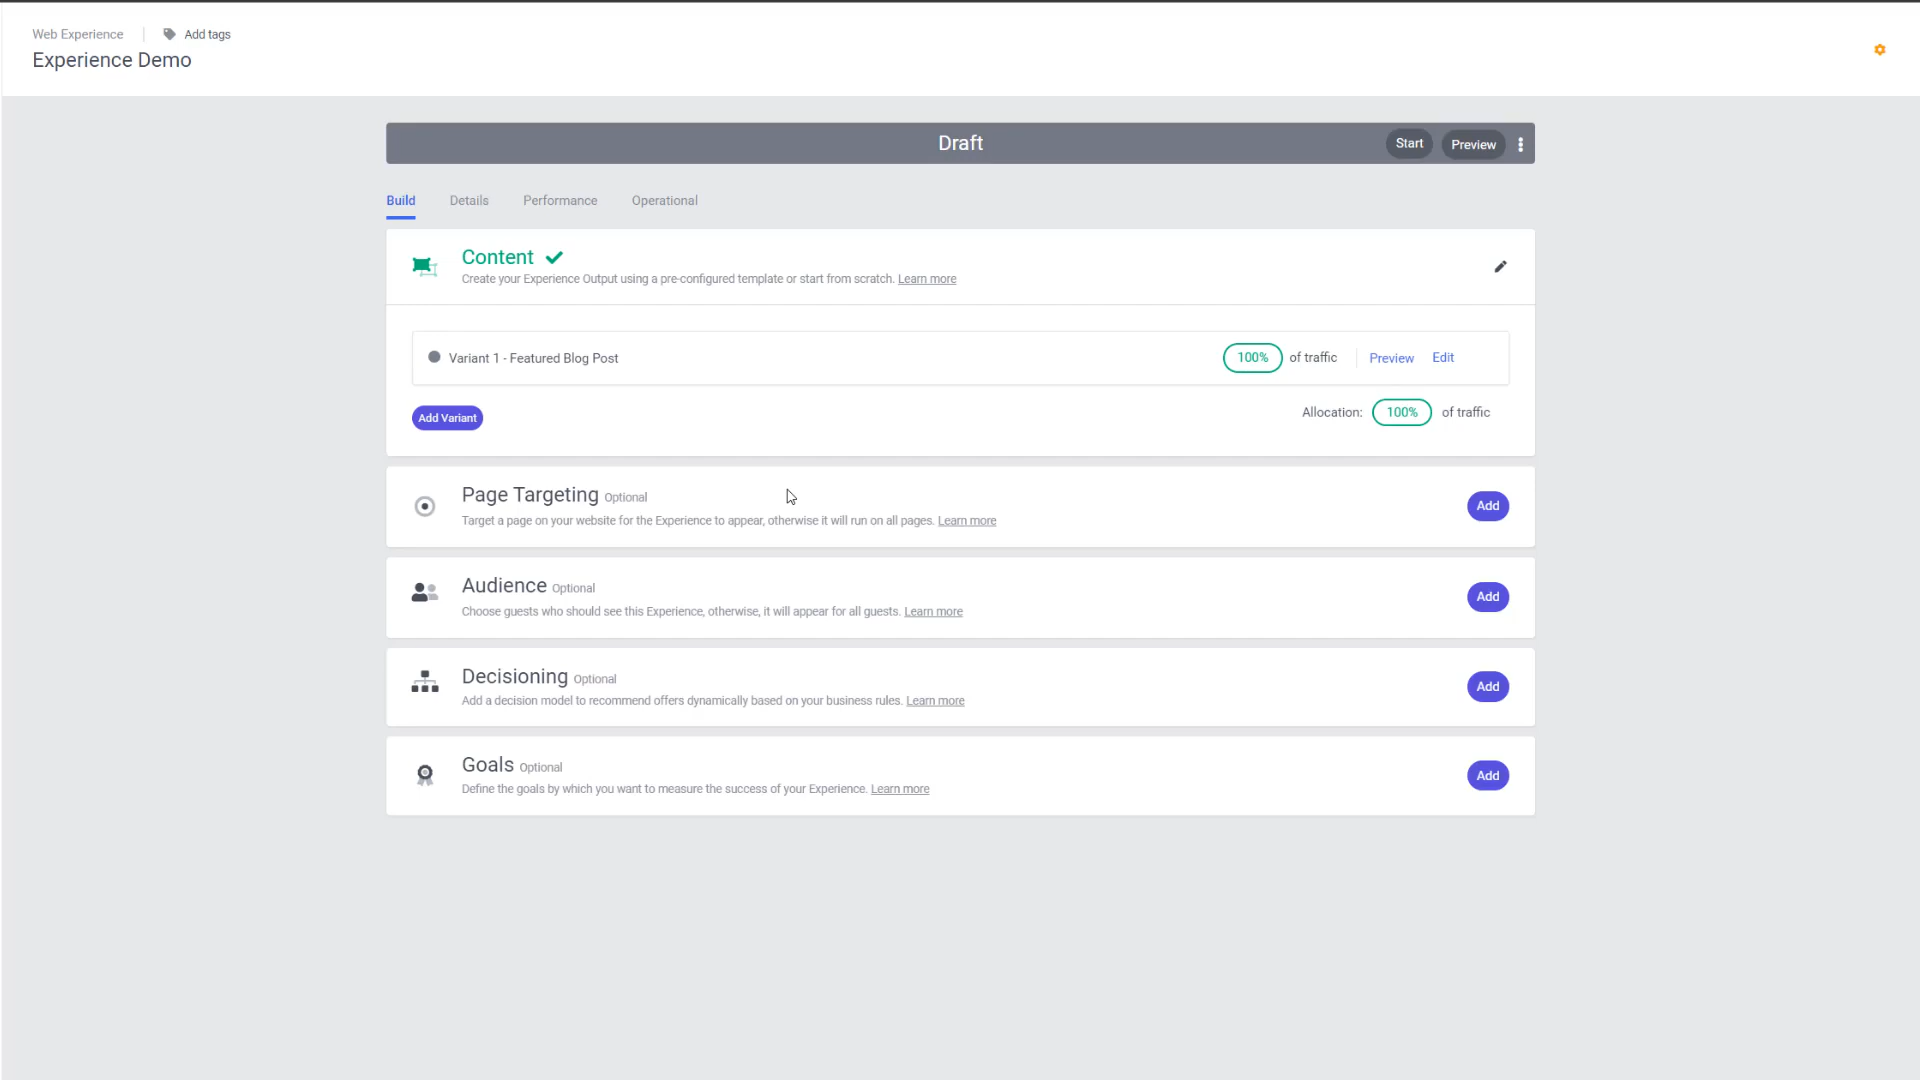 Web Experience
Add tags
Experience Demo
Draft
Start
Preview
Build
Details
Performance
Operational
Content
Create your Experience Output using a pre-configured template or start from scratch. Learn more
Variant 1 - Featured Blog Post
100%
of traffic
Preview
Edit
Add Variant
Allocation:
100%
of traffic
Page Targeting Optional
Target a page on your website for the Experience to appear, otherwise it will run on all pages. Learn more
Add
Audience Optional
Choose guests who should see this Experience, otherwise, it will appear for all guests. Learn more
Add
Decisioning Optional
Add a decision model to recommend offers dynamically based on your business rules. Learn more
Add
Goals Optional
Define the goals by which you want to measure the success of your Experience. Learn more
Add